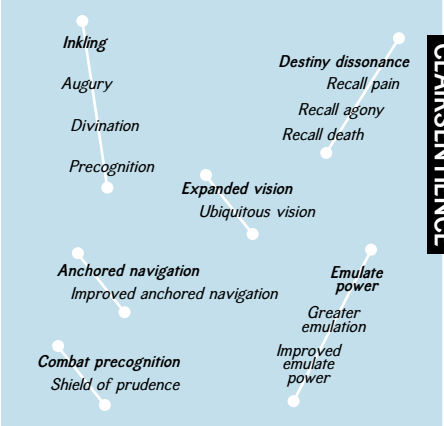 Inkling
Augury
Divination
Precognition
Destiny dissonance
Recall pain
Recall agony
Recall death
Expanded vision
Ubiquitous vision
Anchored navigation
Improved anchored navigation
Emulate
power
Greater
emulation
Improved
emulate
power
Combat precognition
Shield of prudence
CLAIRSENTIENCE